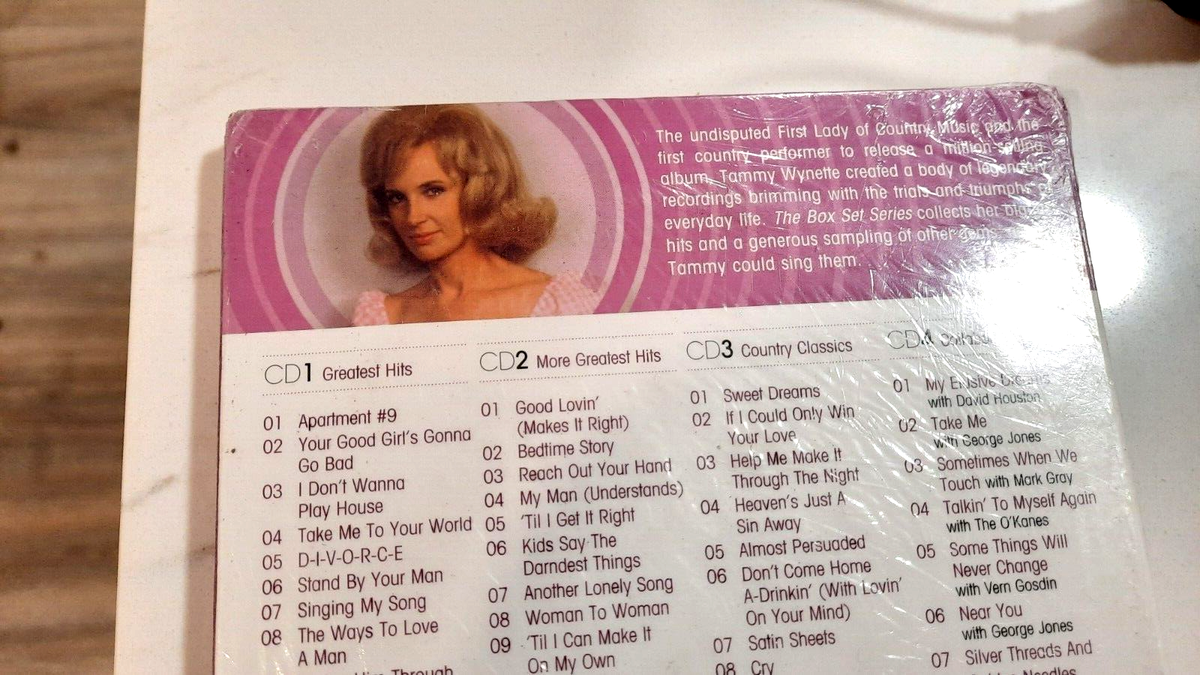 The undisputed First Lady of Country Music and the
first country performer to release a million-selling
album, Tammy Wynette created a body of legendary
recordings brimming with the trials and triumphs of
everyday life. The Box Set Series collects her
hits and a generous sampling of other gems
Tammy could sing them.
CD1 Greatest Hits
01 Apartment #9
02 Your Good Girl's Gonna
Go Bad
03 I Don't Wanna
Play House
04 Take Me To Your World
05 D-I-V-O-R-C-E
06 Stand By Your Man
07 Singing My Song
08 The Ways To Love
A Man
Him Through
CD2 More Greatest Hits
01 Good Lovin'
(Makes It Right)
02 Bedtime Story
03 Reach Out Your Hand
04 My Man (Understands)
05 'Til I Get It Right
06 Kids Say The
Darndest Things
07 Another Lonely Song
08 Woman To Woman
09 'Til I Can Make It
On My Own
CD3 Country Classics
01 Sweet Dreams
02 If I Could Only Win
Your Love
03 Help Me Make It
Through The Night
04 Heaven's Just A
Sin Away
05 Almost Persuaded
06 Don't Come Home
A-Drinkin' (With Lovin'
On Your Mind)
07 Satin Sheets
08 Cry
CD4
01 My Elusive Dreams
with David Houston
02 Take Me
with George Jones
03 Sometimes When We
Touch with Mark Gray
04 Talkin' To Myself Again
with The O'Kanes
05 Some Things Will
Never Change
with Vern Gosdin
06 Near You
with George Jones
07 Silver Threads And
Golden Needles